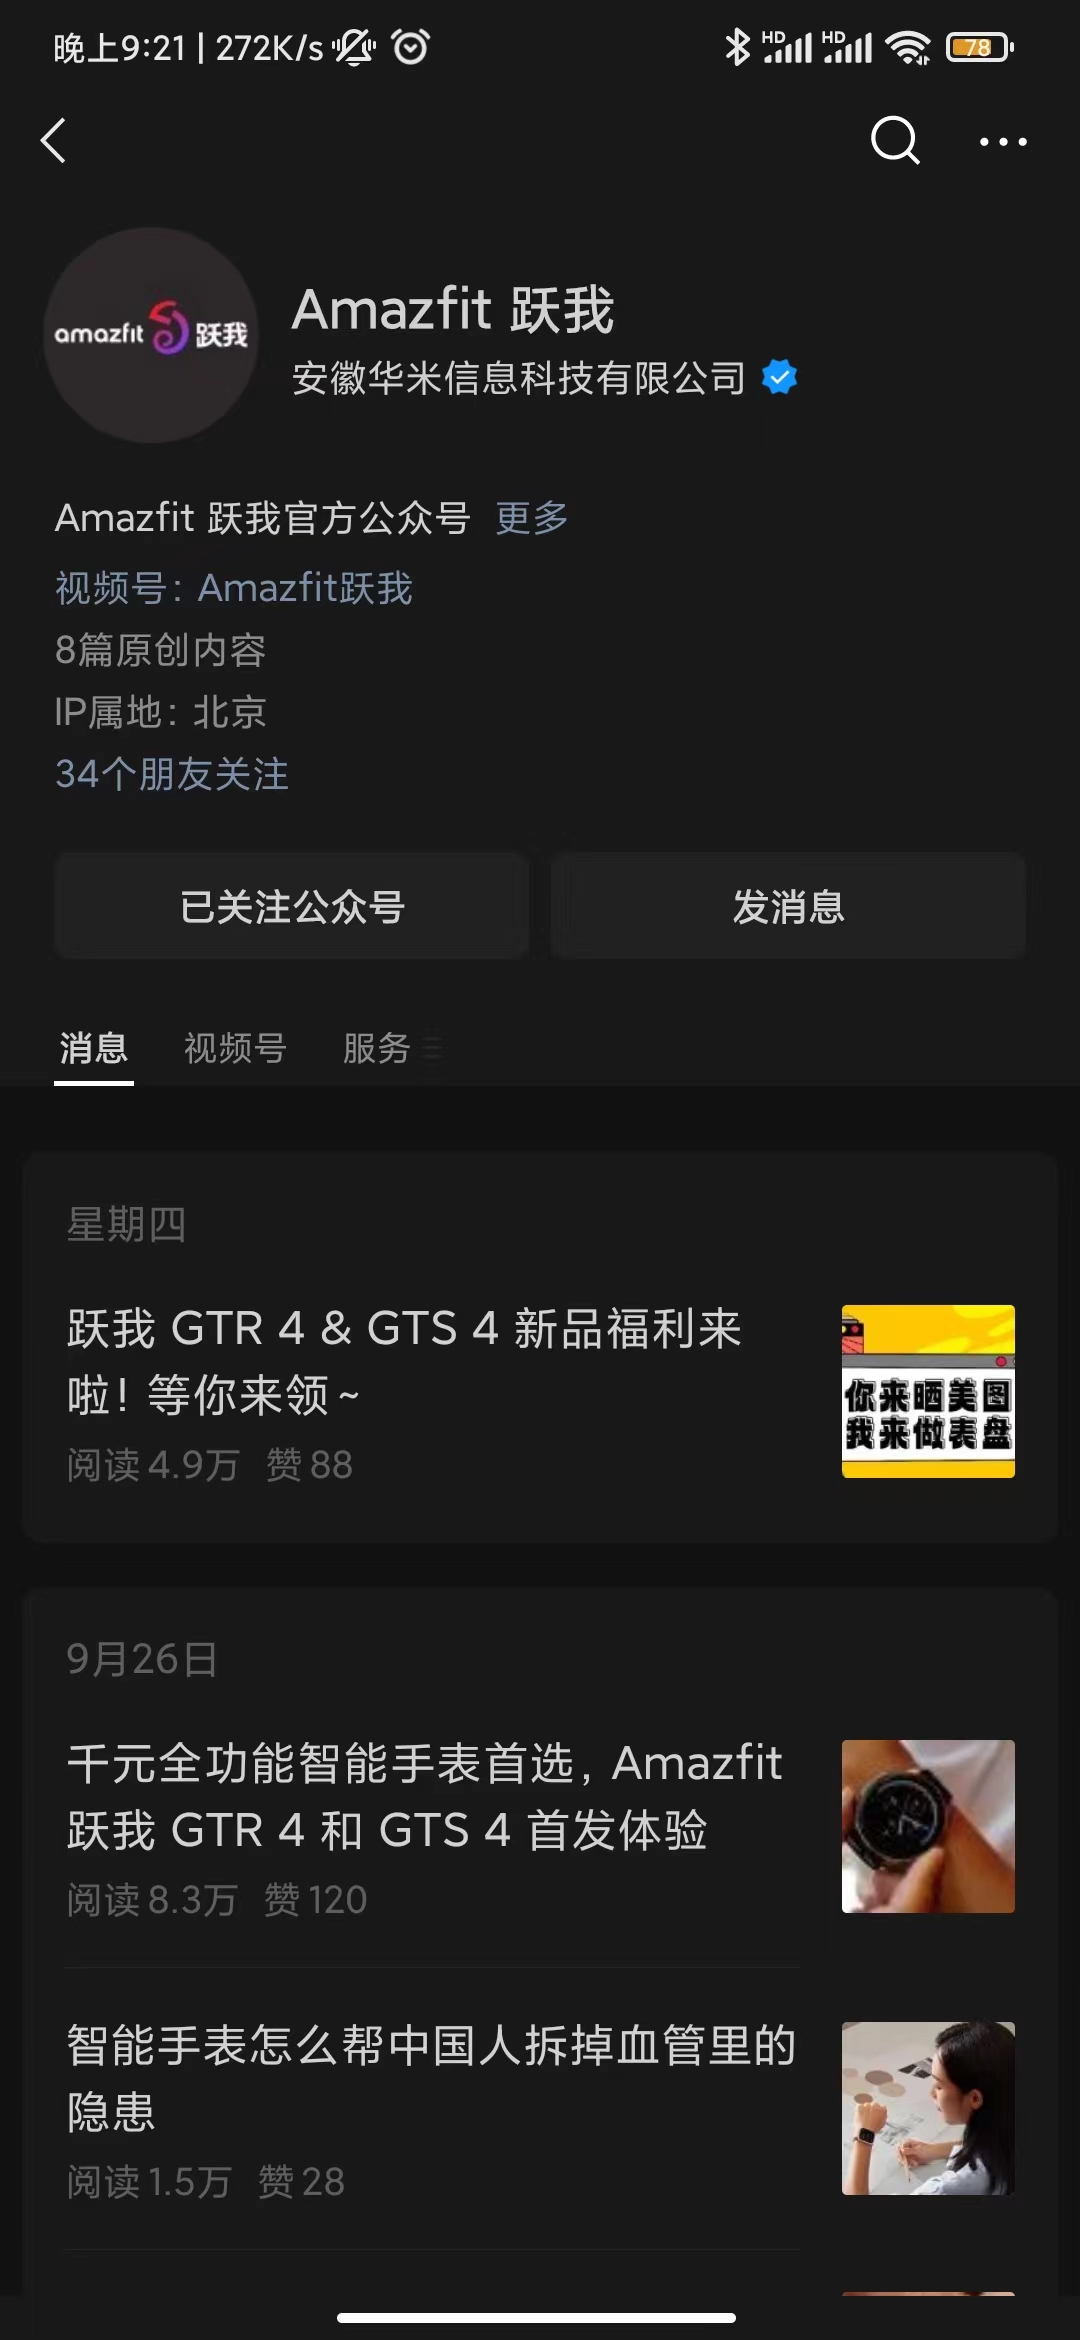 晚上9:21 | 272K/s
HD HD 78
amazfit 跃我
Amazfit 跃我
安徽华米信息科技有限公司
Amazfit 跃我官方公众号 更多
视频号: Amazfit跃我
8篇原创内容
IP属地: 北京
34个朋友关注
已关注公众号 发消息
消息 视频号 服务
星期四
跃我 GTR 4 & GTS 4 新品福利来
啦! 等你来领~
阅读 4.9万 赞 88
你来晒美图
我来做表盘
9月26日
千元全功能智能手表首选, Amazfit
跃我 GTR 4 和 GTS 4 首发体验
阅读 8.3万 赞 120
智能手表怎么帮中国人拆掉血管里的
隐患
阅读 1.5万 赞 28